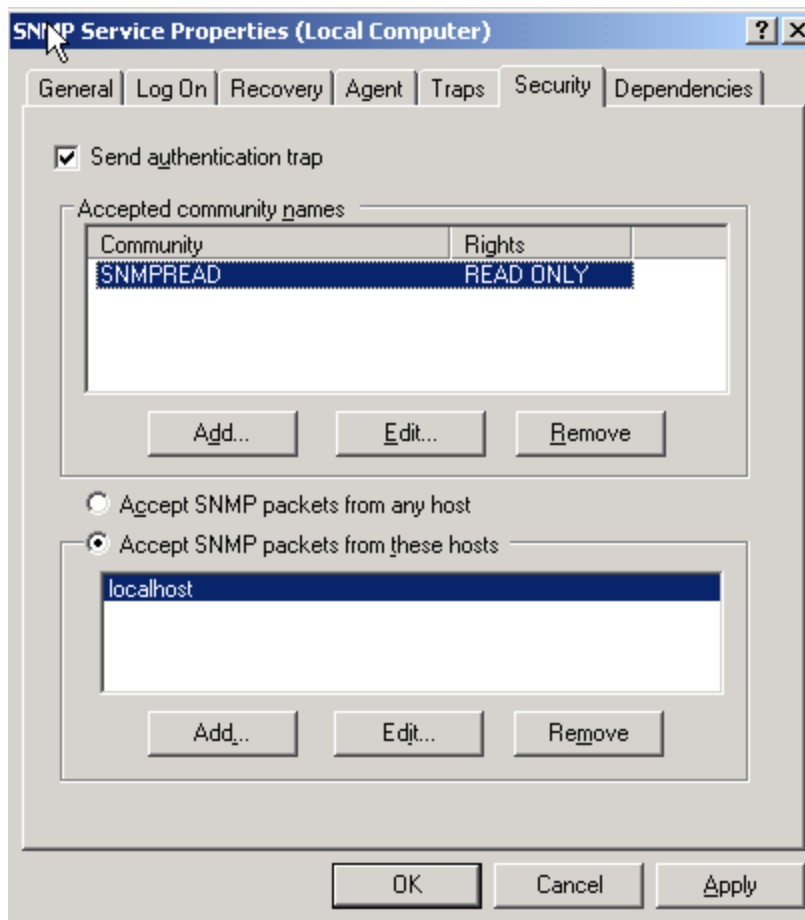 SNMP Service Properties (Local Computer)
General Log On Recovery Agent Traps Security Dependencies
Send authentication trap
Accepted community names
Community Rights
SNMPREAD READ ONLY
Add... Edit... Remove
Accept SNMP packets from any host
Accept SNMP packets from these hosts
localhost
Add... Edit... Remove
OK Cancel Apply